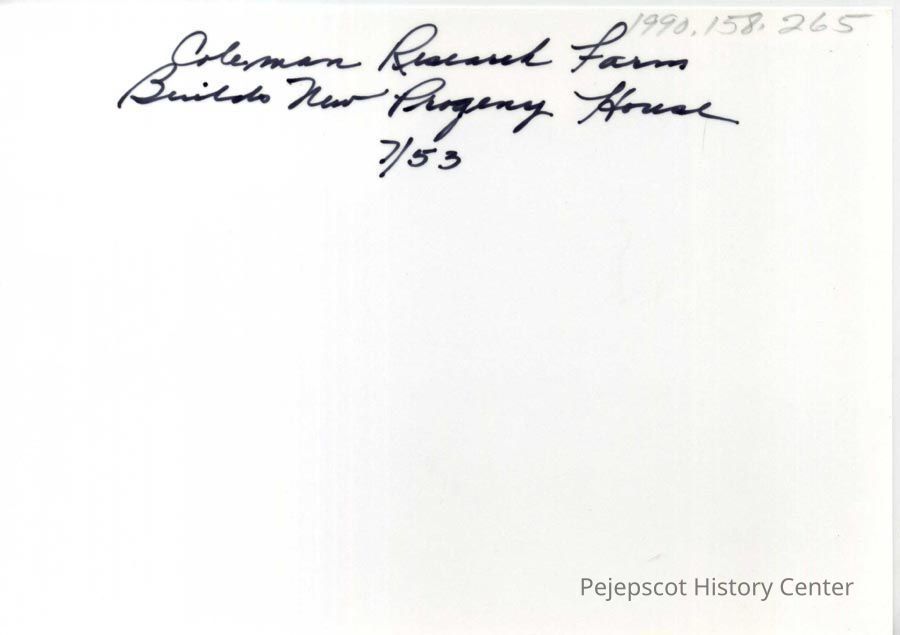 1990.158.265
Coleman Research Farm
Builds New Progeny House
7/53
Pejepscot History Center